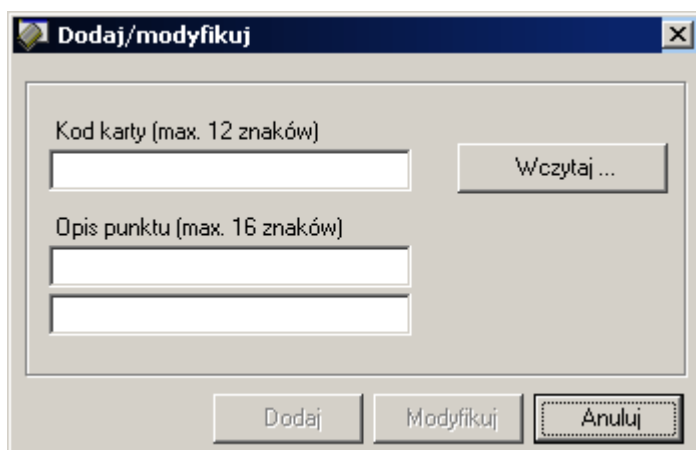 Dodaj/modyfikuj
Kod karty (max. 12 znaków)
Wczytaj ...
Opis punktu (max. 16 znaków)
Dodaj
Modyfikuj
Anuluj